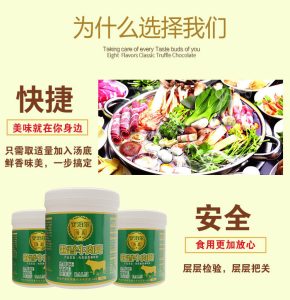 为什么选择我们
Taking care of every Taste buds of you
Eight Flavors Classic Truffle Chocolate
快捷
美味就在你身边
只需取适量加入汤底
鲜香味美，一步搞定
安全
食用更加放心
层层检验，层层把关